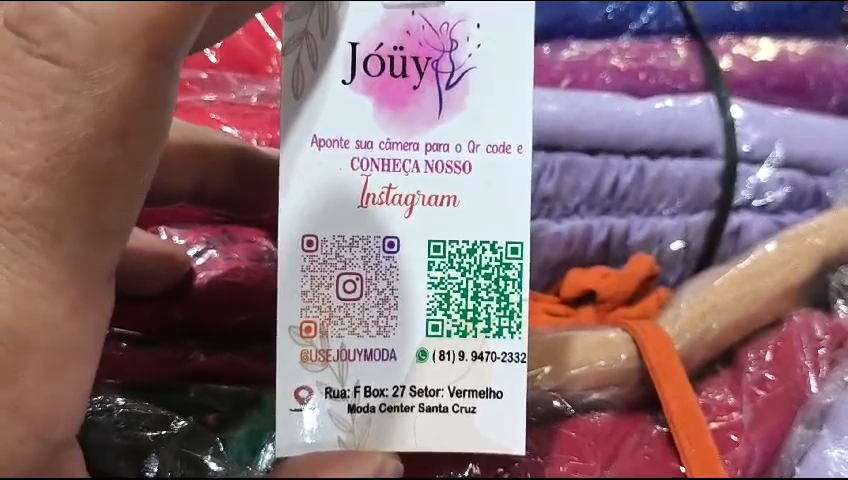 Jóüy
Aponte sua câmera para o Qr code e
CONHEÇA NOSSO
Instagram
@USEJOUYMODA
(81) 9. 9470-2332
Rua: F Box: 27 Setor: Vermelho
Moda Center Santa Cruz